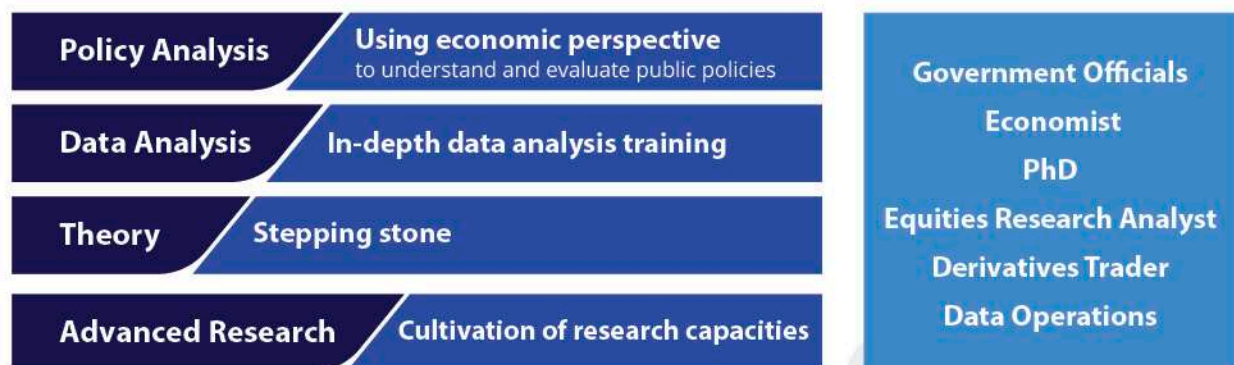 Policy Analysis
Using economic perspective
to understand and evaluate public policies
Data Analysis
In-depth data analysis training
Theory
Stepping stone
Advanced Research
Cultivation of research capacities
Government Officials
Economist
PhD
Equities Research Analyst
Derivatives Trader
Data Operations